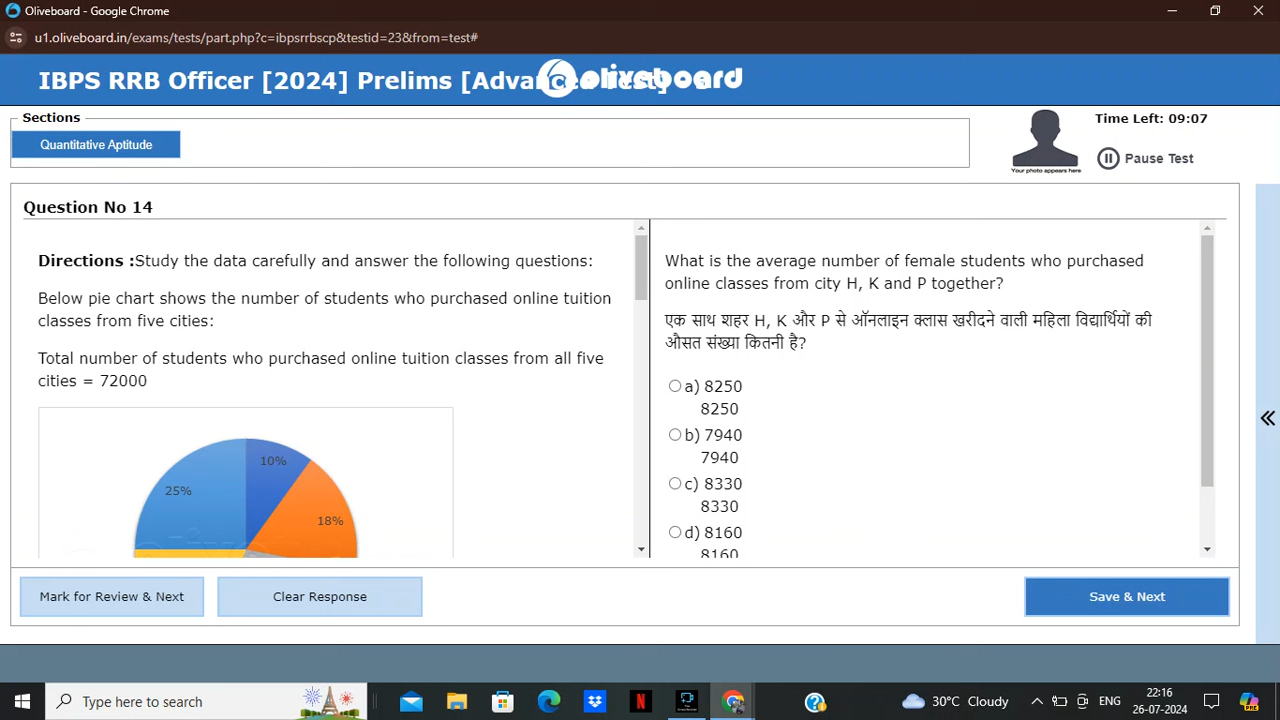 Oliveboard - Google Chrome
u1.oliveboard.in/exams/tests/part.php?c=ibpsrrbscp&testid=23&from=test#
IBPS RRB Officer [2024] Prelims [Advanced Test]
oliveboard
Sections
Quantitative Aptitude
Your photo appears here
Time Left: 09:07
Pause Test
Question No 14
Directions :Study the data carefully and answer the following questions:
Below pie chart shows the number of students who purchased online tuition
classes from five cities:
Total number of students who purchased online tuition classes from all five
cities = 72000
10%
25%
18%
What is the average number of female students who purchased
online classes from city H, K and P together?
एक साथ शहर H, K और P से ऑनलाइन क्लास खरीदने वाली महिला विद्यार्थियों की
औसत संख्या कितनी है?
a) 8250
8250
b) 7940
7940
c) 8330
8330
d) 8160
8160
Mark for Review & Next
Clear Response
Save & Next
Type here to search
30°C Cloudy
ENG
22:16
26-07-2024